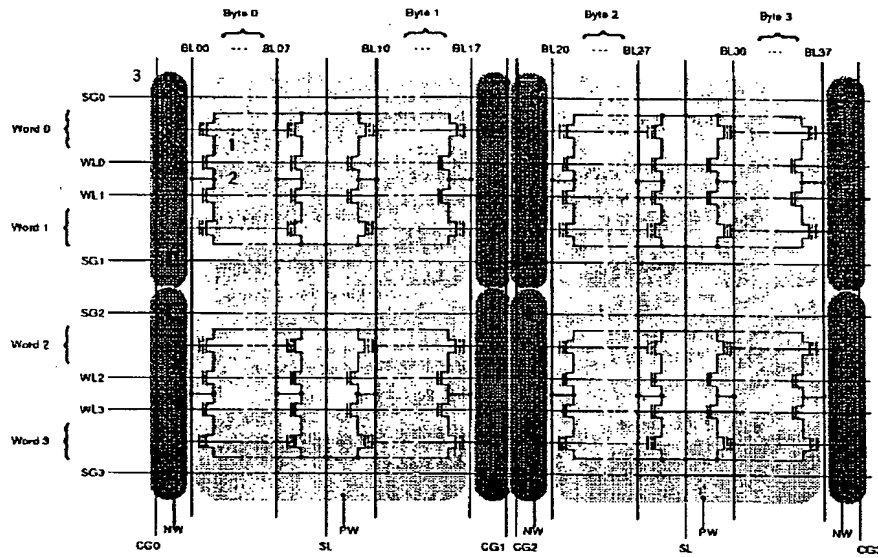 Byte 0 Byte 1 Byte 2 Byte 3
BL00 ... BL07 BL10 ... BL17 BL20 ... BL27 BL30 ... BL37
3
SG0
Word 0
1
WL0
2
WL1
Word 1
SG1
SG2
Word 2
WL2
WL3
Word 3
SG3
NW PW NW PW NW
CG0 SL CG1 CG2 SL CG3